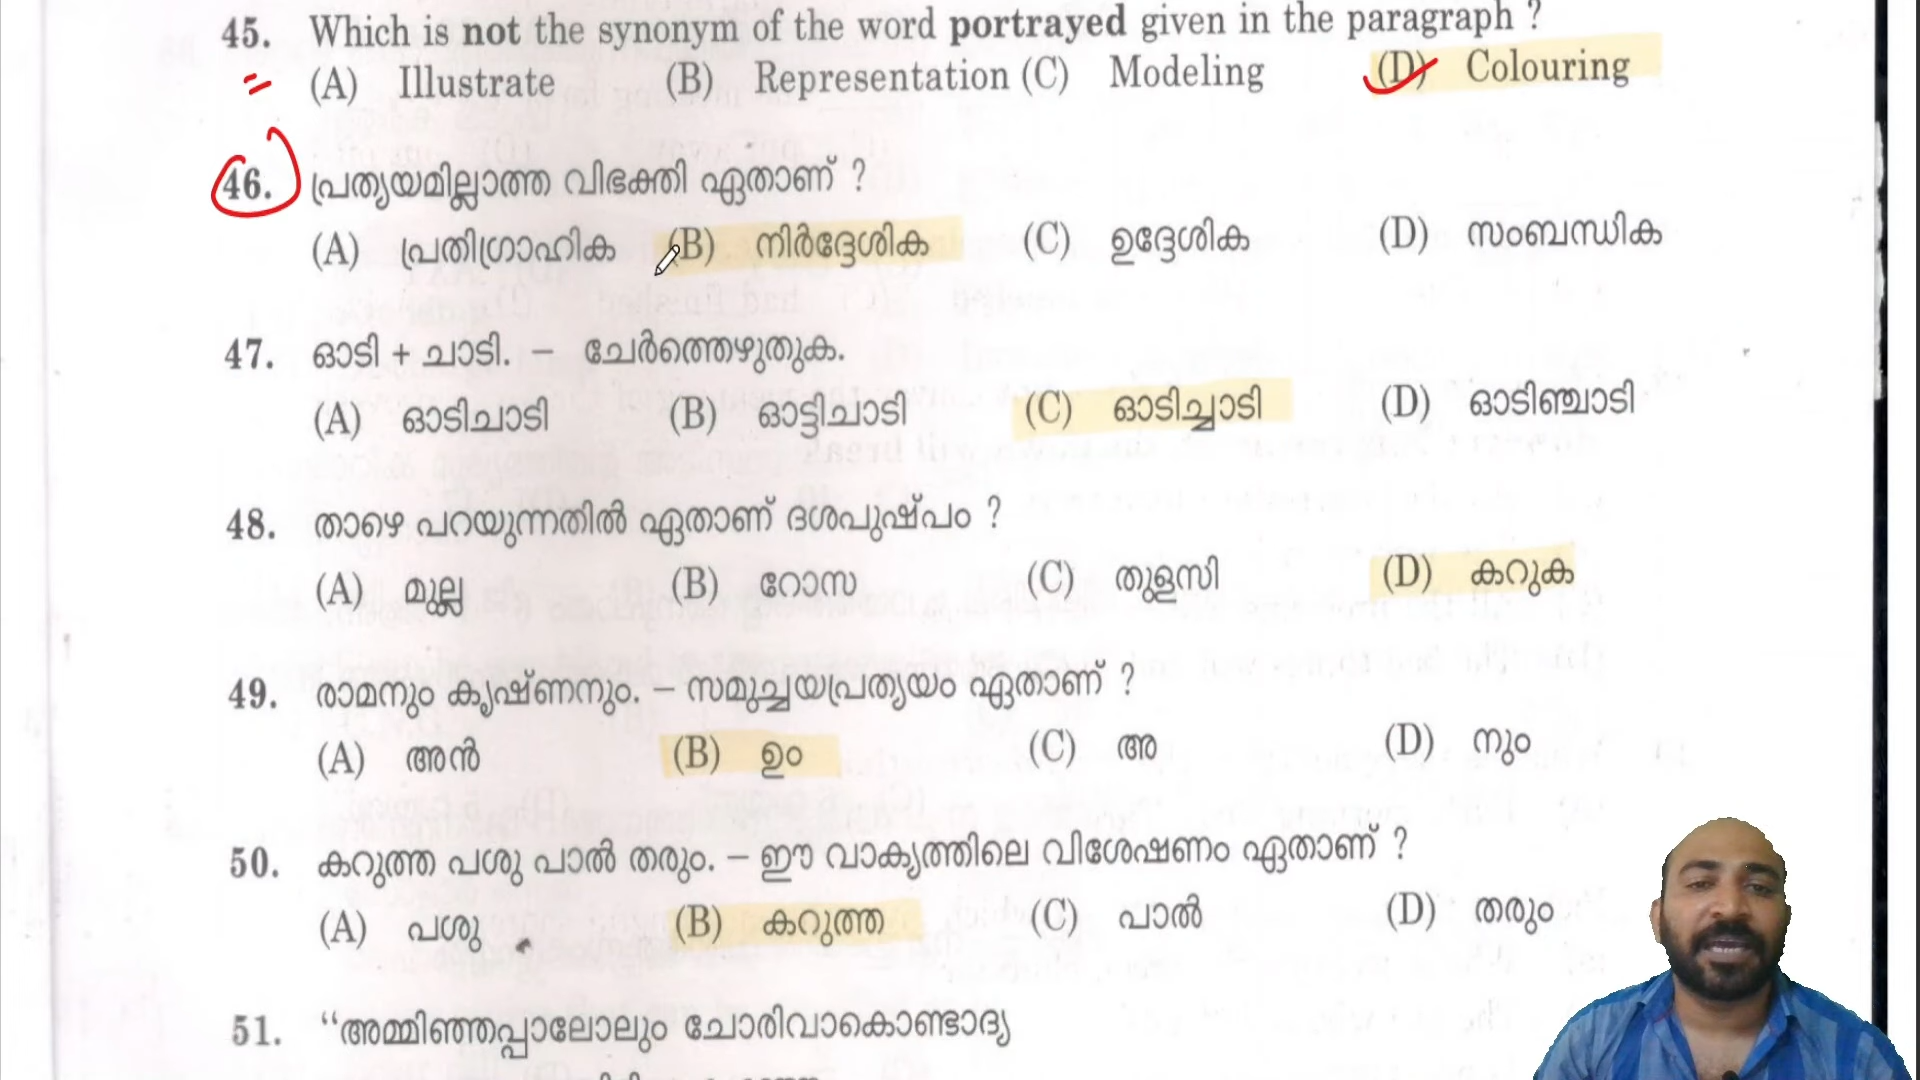 45. Which is not the synonym of the word portrayed given in the paragraph ?
(A) Illustrate (B) Representation (C) Modeling (D) Colouring
46. പ്രത്യയമില്ലാത്ത വിഭക്തി ഏതാണ് ?
(A) പ്രതിഗ്രാഹിക (B) നിർദ്ദേശിക (C) ഉദ്ദേശിക (D) സംബന്ധിക
47. ഓടി + ചാടി. – ചേർത്തെഴുതുക.
(A) ഓടിചാടി (B) ഓട്ടിചാടി (C) ഓടിച്ചാടി (D) ഓടിഞ്ചാടി
48. താഴെ പറയുന്നതിൽ ഏതാണ് ദശപുഷ്പം ?
(A) മുല്ല (B) റോസ (C) തുളസി (D) കറുക
49. രാമനും കൃഷ്ണനും. – സമുച്ചയപ്രത്യയം ഏതാണ് ?
(A) അൻ (B) ഉം (C) അ (D) നും
50. കറുത്ത പശു പാൽ തരും. – ഈ വാക്യത്തിലെ വിശേഷണം ഏതാണ് ?
(A) പശു (B) കറുത്ത (C) പാൽ (D) തരും
51. “അമ്മിഞ്ഞപ്പാലോലും ചോരിവാകൊണ്ടാദ്യ